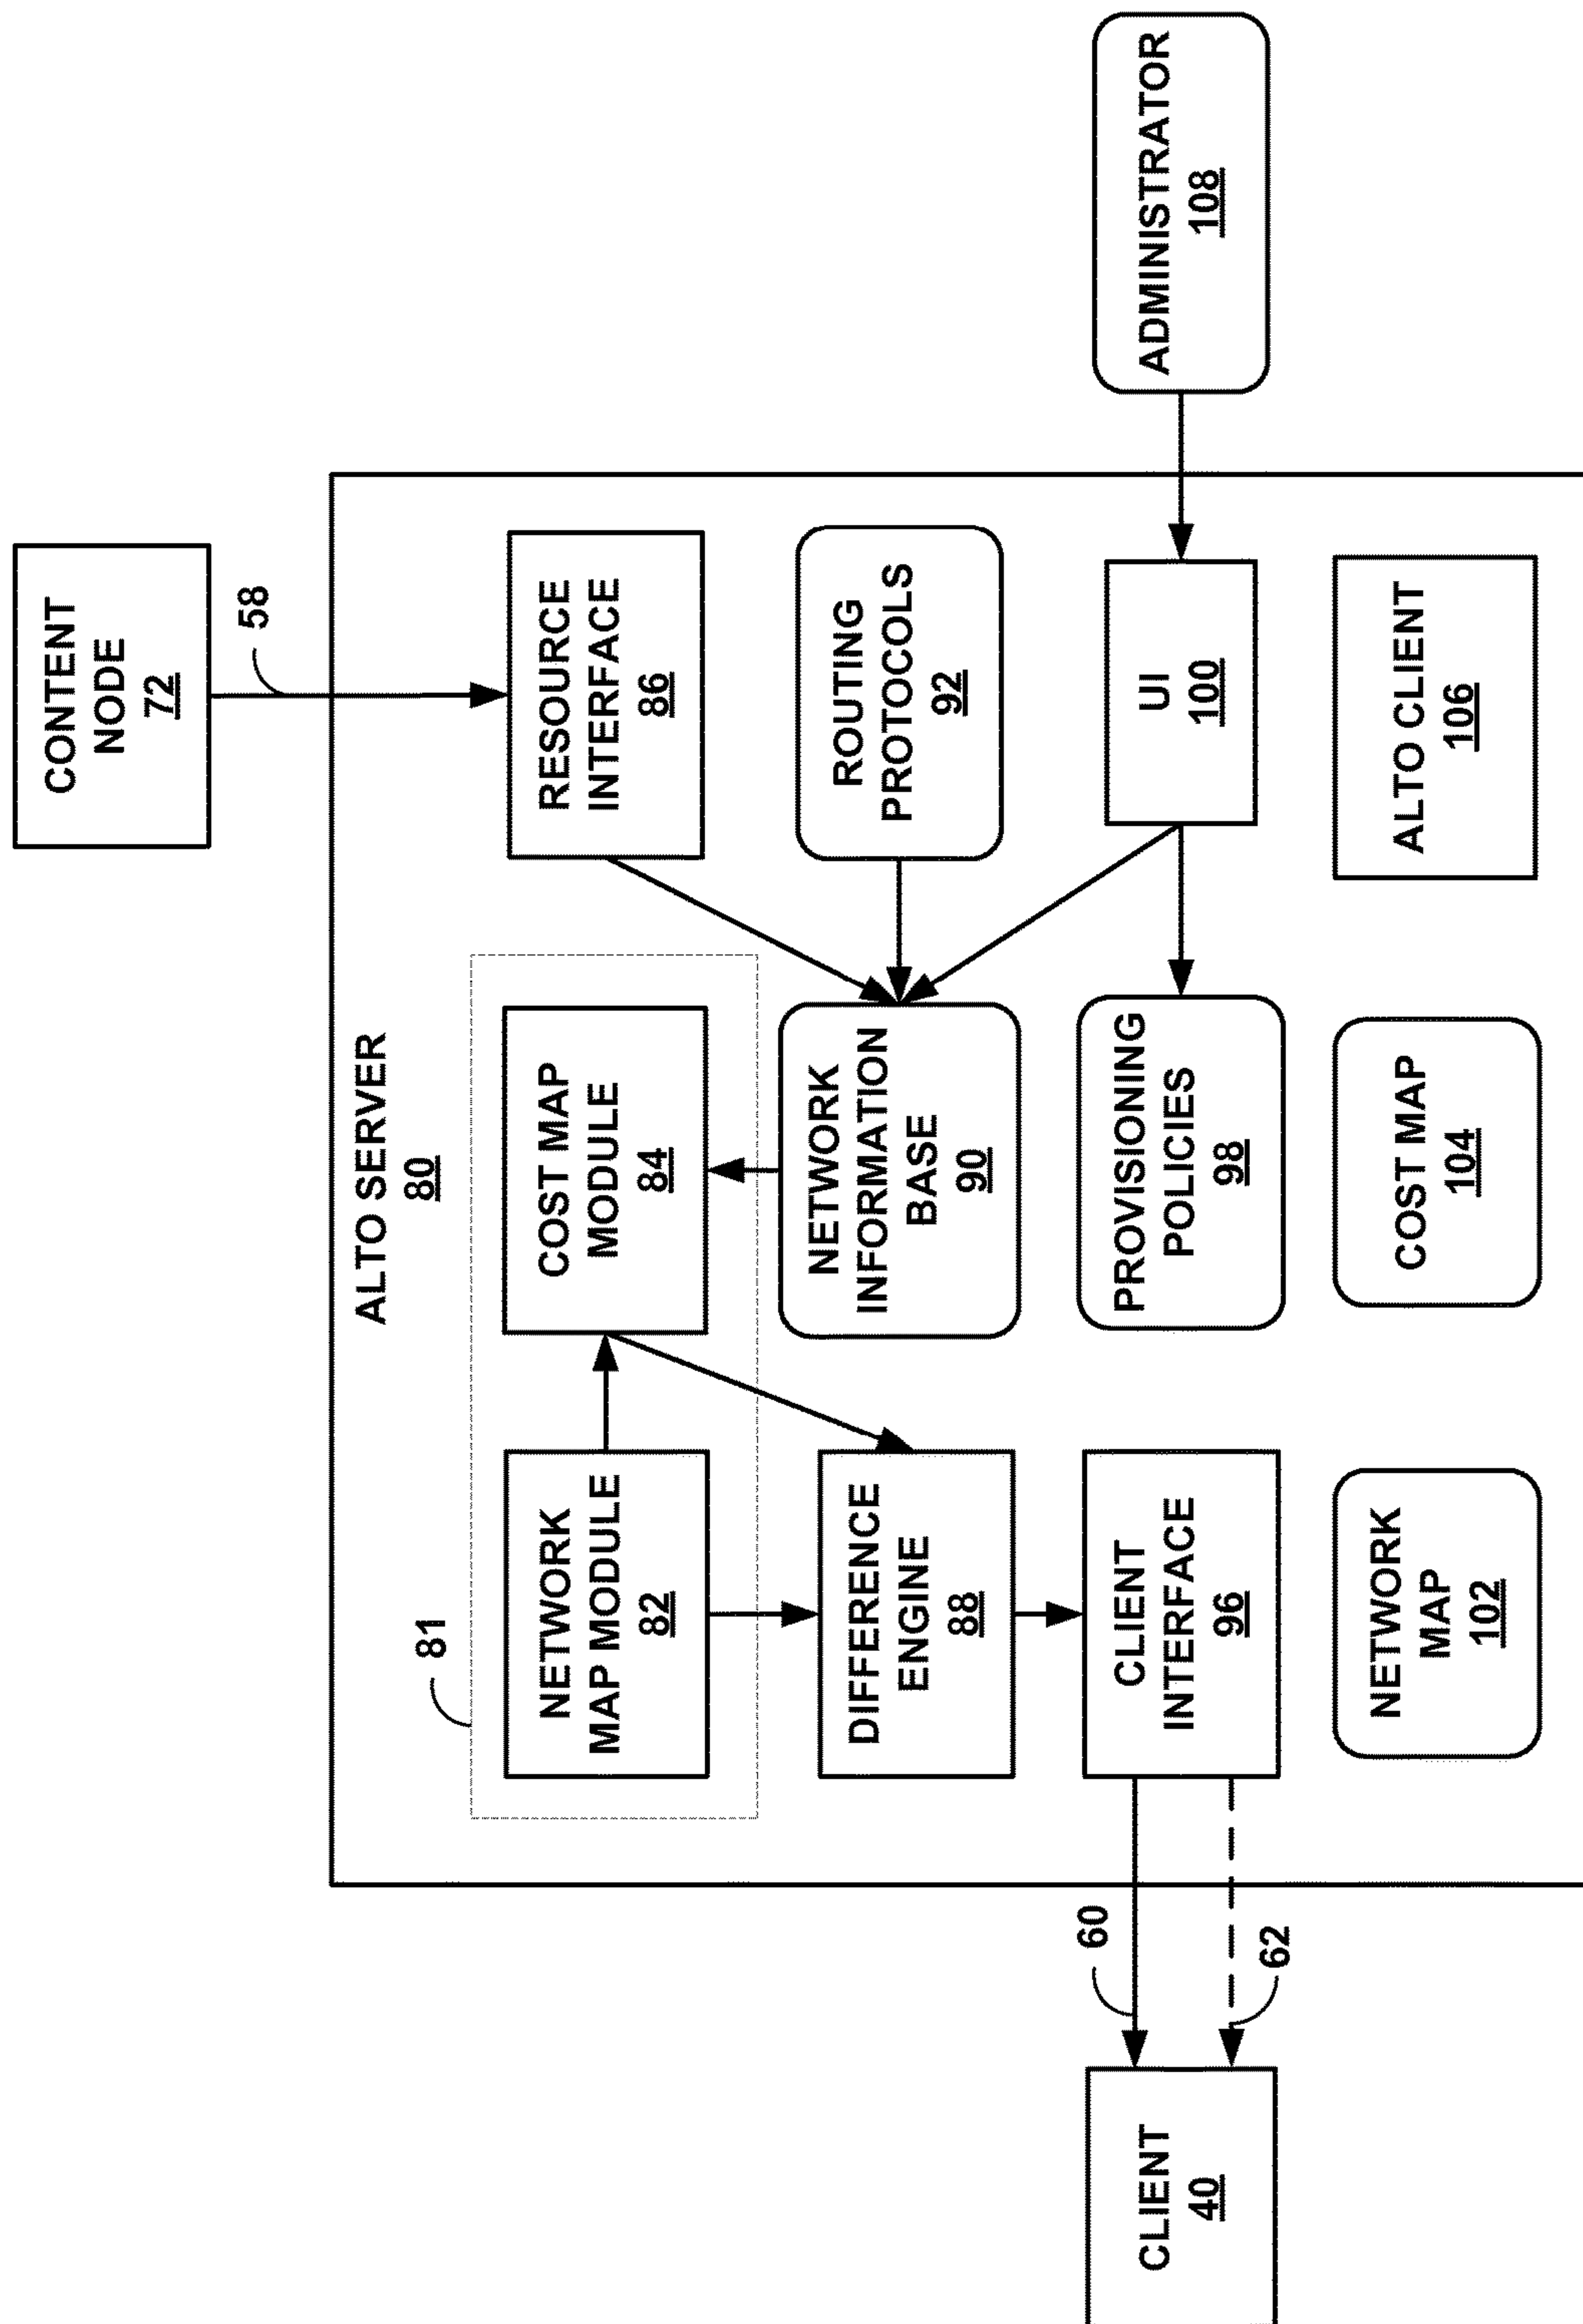 CONTENT
NODE
72
58
ALTO SERVER
80
81
NETWORK
MAP MODULE
82
COST MAP
MODULE
84
RESOURCE
INTERFACE
86
DIFFERENCE
ENGINE
88
NETWORK
INFORMATION
BASE
90
ROUTING
PROTOCOLS
92
CLIENT
40
60
62
CLIENT
INTERFACE
96
PROVISIONING
POLICIES
98
UI
100
ADMINISTRATOR
108
NETWORK
MAP
102
COST MAP
104
ALTO CLIENT
106